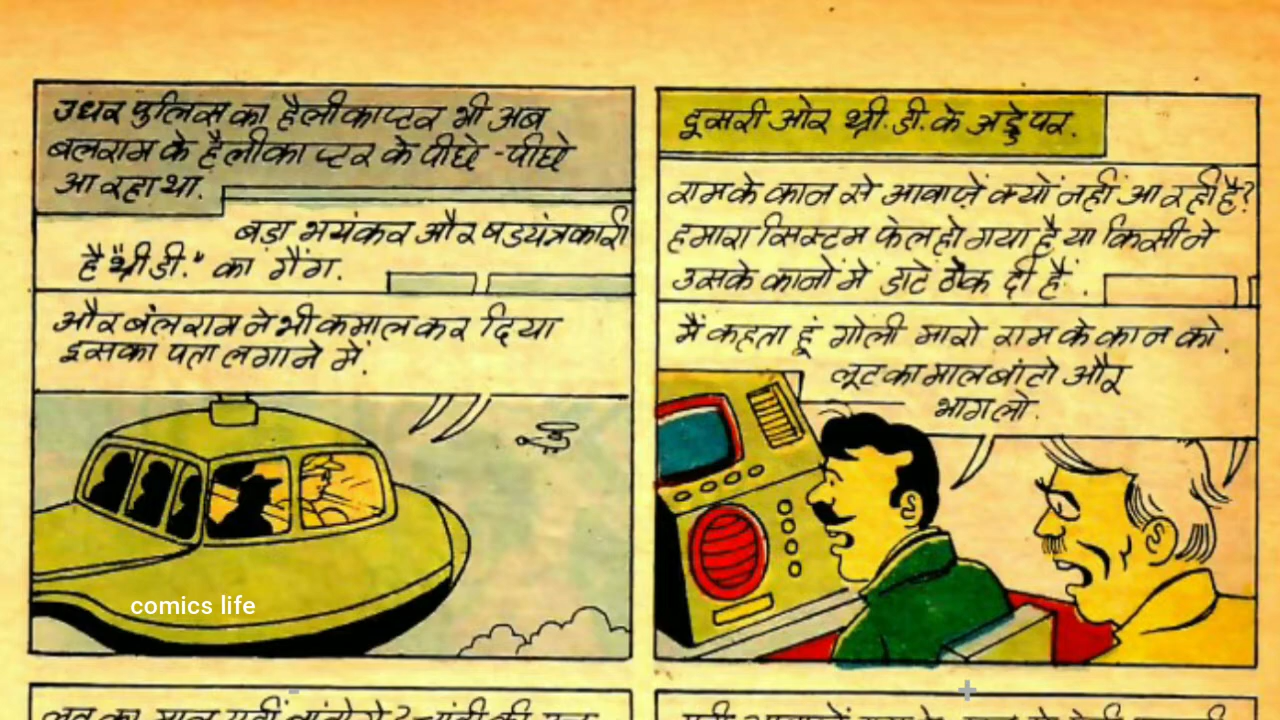 उधर पुलिस का हैलीकाप्टर भी अब
बलराम के हैलीकाप्टर के पीछे-पीछे
आ रहा था.
बड़ा भयंकर और षडयंत्रकारी
है "थ्री डी." का गैंग.
और बलराम ने भी कमाल कर दिया
इसका पता लगाने में.
comics life
दूसरी ओर थ्री. डी. के अड्डे पर.
राम के कान से आवाज़ें क्यों नहीं आ रही है?
हमारा सिस्टम फेल हो गया है या किसी ने
उसके कानों में डाटे ठोक दी हैं.
मैं कहता हूं गोली मारो राम के कान को.
लूट का माल बांटो और
भाग लो.